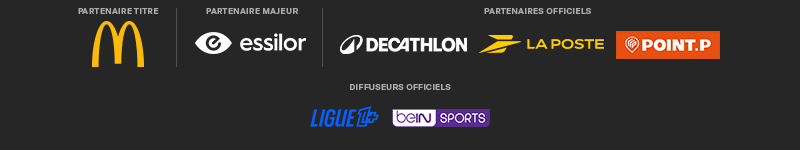 PARTENAIRE TITRE
PARTENAIRE MAJEUR
PARTENAIRES OFFICIELS
essilor
DECATHLON
LA POSTE
POINT.P
DIFFUSEURS OFFICIELS
LIGUE 1+
beIN SPORTS